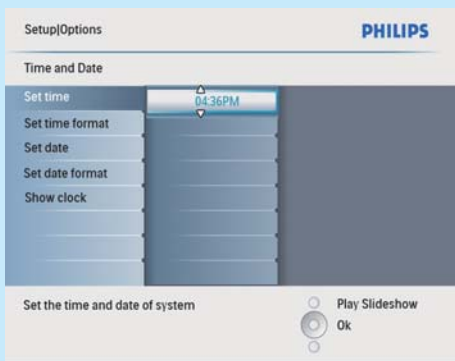 Setup|Options
PHILIPS
Time and Date
Set time
04:36PM
Set time format
Set date
Set date format
Show clock
Set the time and date of system
Play Slideshow
Ok